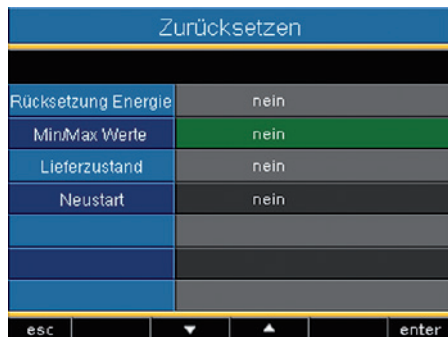 Zurücksetzen
Rücksetzung Energie nein
Min/Max Werte nein
Lieferzustand nein
Neustart nein
esc ▼ ▲ enter